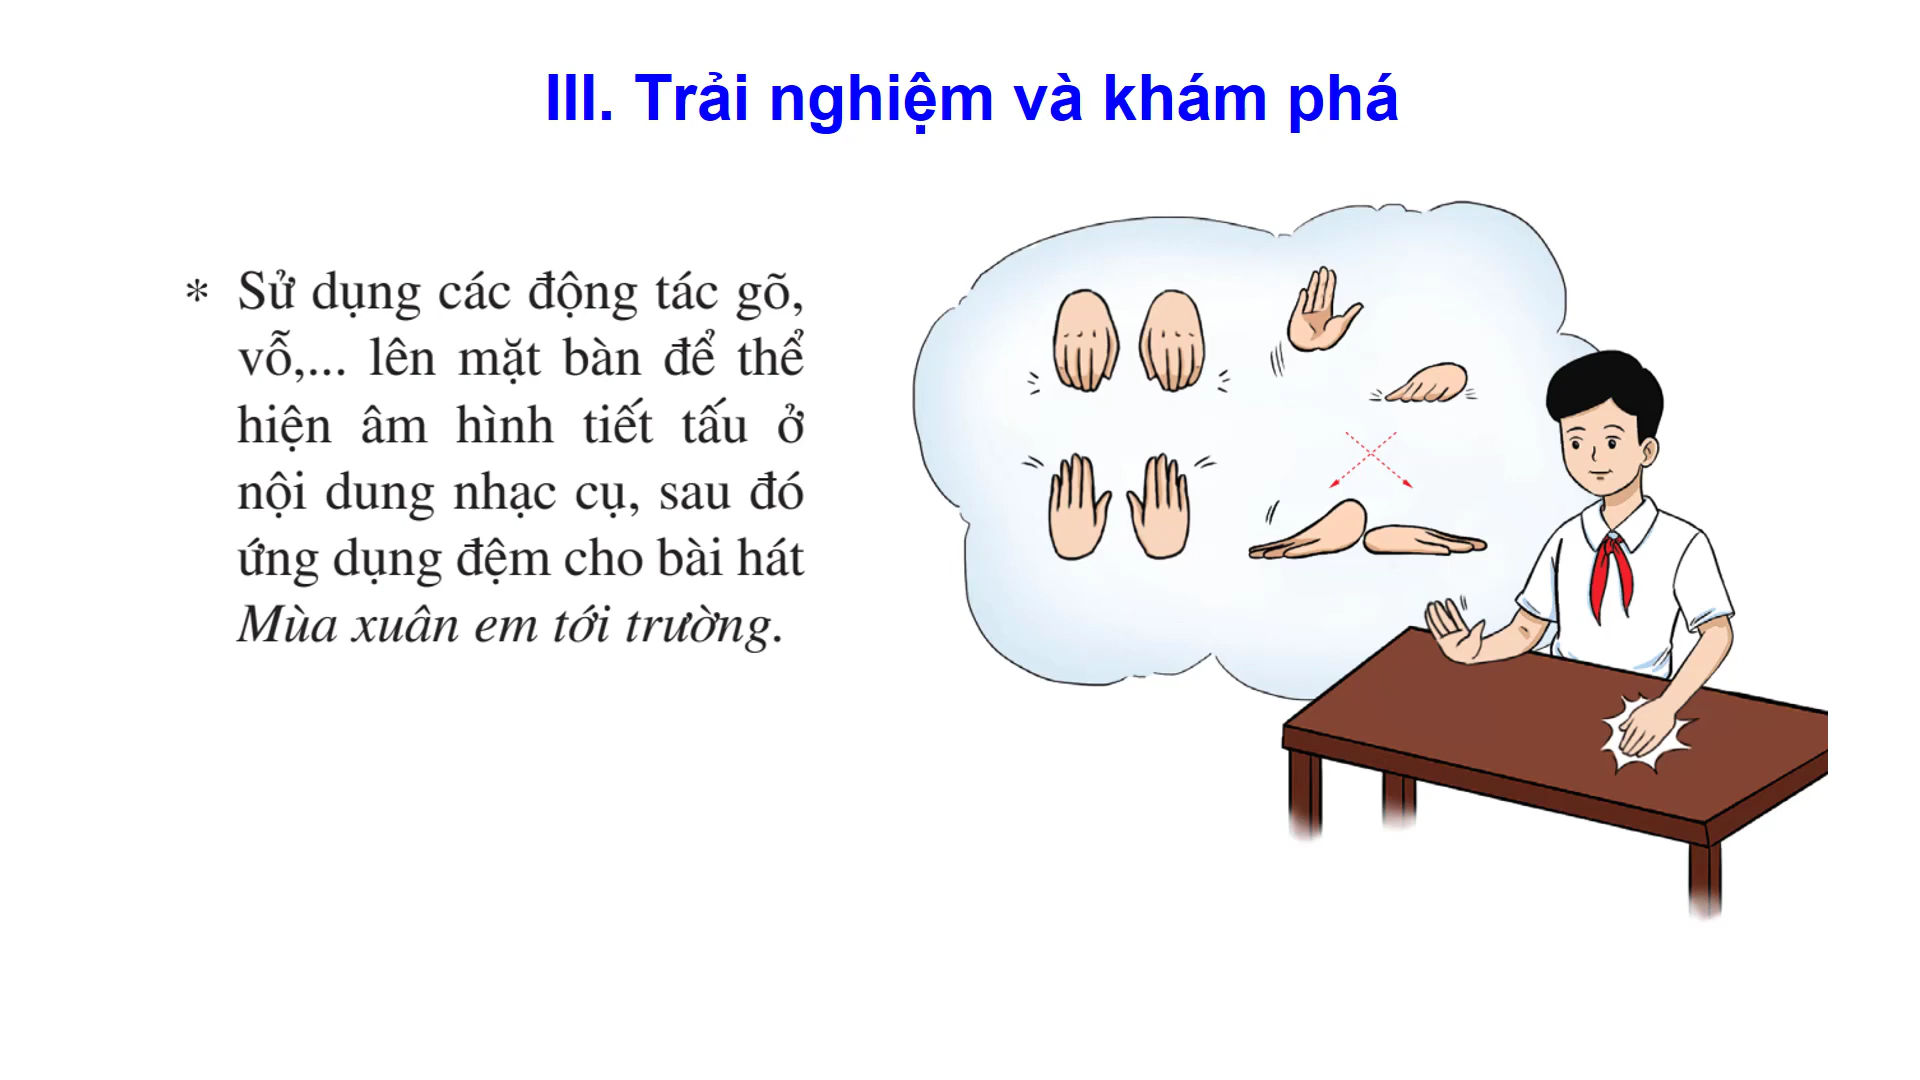 III. Trải nghiệm và khám phá
* Sử dụng các động tác gõ,
vỗ,... lên mặt bàn để thể
hiện âm hình tiết tấu ở
nội dung nhạc cụ, sau đó
ứng dụng đệm cho bài hát
Mùa xuân em tới trường.